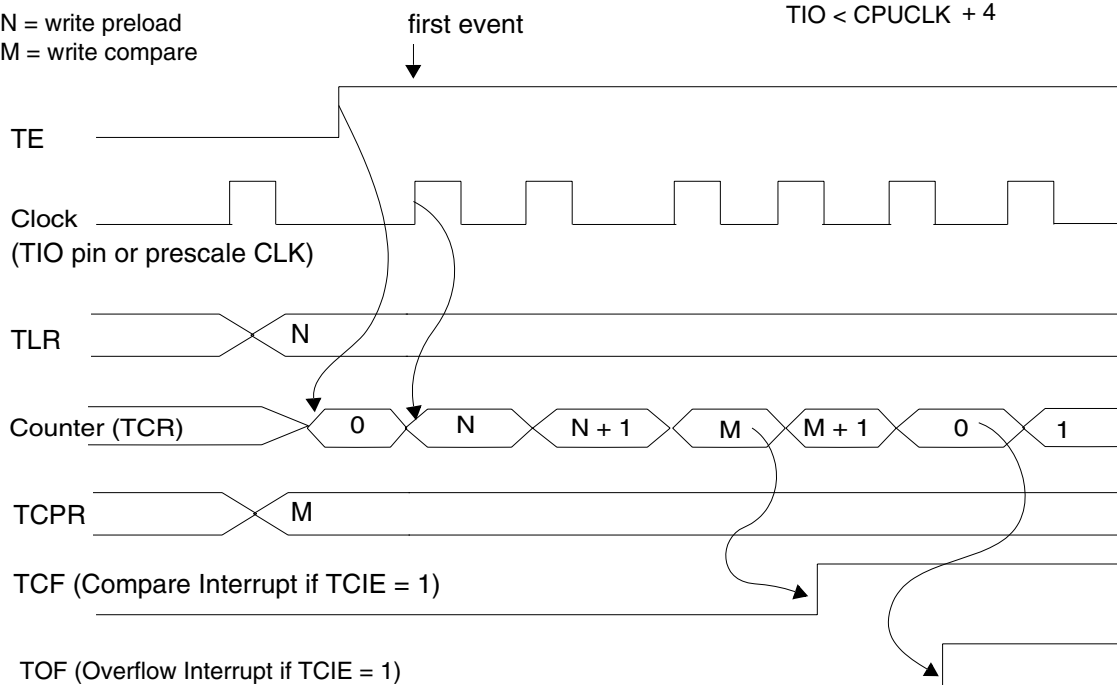 N = write preload
M = write compare
first event
TIO < CPUCLK + 4
TE
Clock
(TIO pin or prescale CLK)
TLR
N
Counter (TCR)
0
N
N + 1
M
M + 1
0
1
TCPR
M
TCF (Compare Interrupt if TCIE = 1)
TOF (Overflow Interrupt if TCIE = 1)